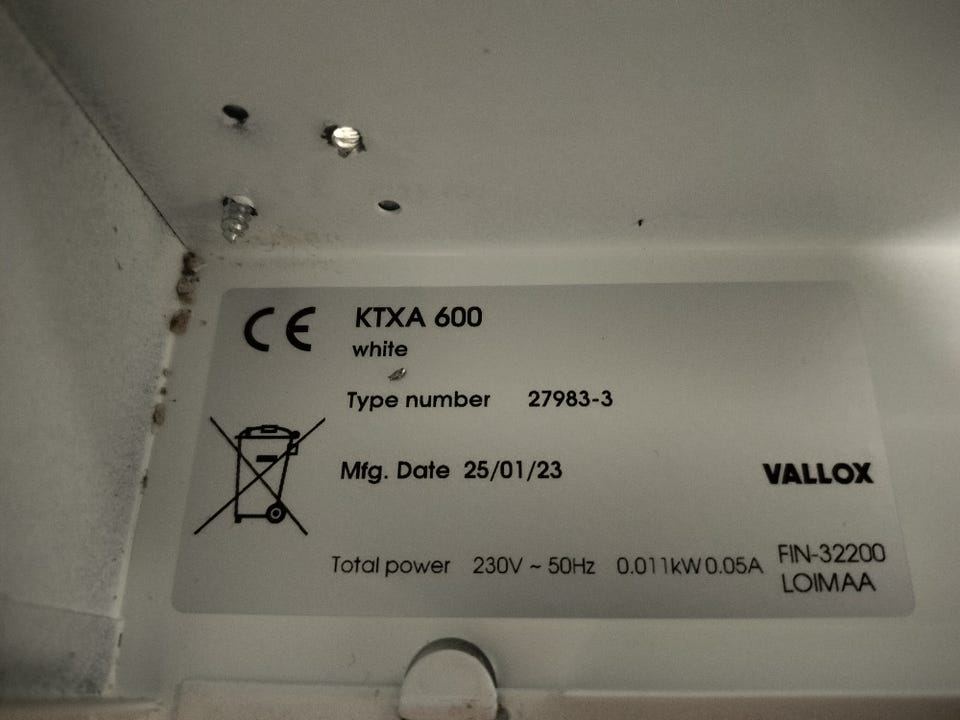 CE
KTXA 600
white
Type number 27983-3
Mfg. Date 25/01/23
VALLOX
Total power 230V ~ 50Hz 0.011kW 0.05A
FIN-32200
LOIMAA